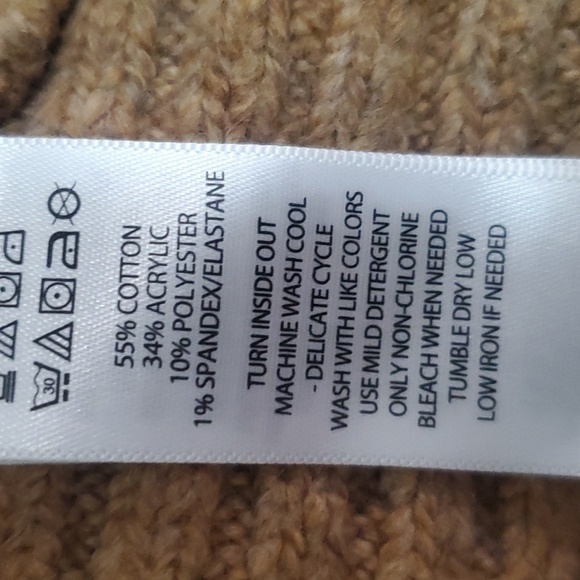 30
55% COTTON
34% ACRYLIC
10% POLYESTER
1% SPANDEX/ELASTANE
TURN INSIDE OUT
MACHINE WASH COOL
- DELICATE CYCLE
WASH WITH LIKE COLORS
USE MILD DETERGENT
ONLY NON-CHLORINE
BLEACH WHEN NEEDED
TUMBLE DRY LOW
LOW IRON IF NEEDED